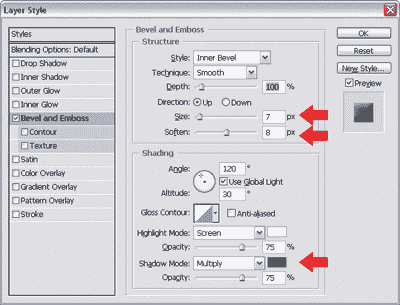 Layer Style
Styles
Blending Options: Default
Drop Shadow
Inner Shadow
Outer Glow
Inner Glow
Bevel and Emboss
Contour
Texture
Satin
Color Overlay
Gradient Overlay
Pattern Overlay
Stroke
Bevel and Emboss
Structure
Style: Inner Bevel
Technique: Smooth
Depth: 100 %
Direction: Up Down
Size: 7 px
Soften: 8 px
Shading
Angle: 120 °
Use Global Light
Altitude: 30 °
Gloss Contour: Anti-aliased
Highlight Mode: Screen
Opacity: 75 %
Shadow Mode: Multiply
Opacity: 75 %
OK
Reset
New Style...
Preview